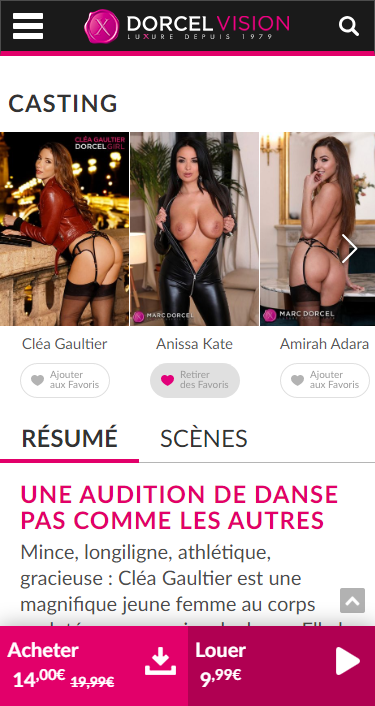 DORCELVISION
LUXURE DEPUIS 1979
CASTING
CLÉA GAULTIER
DORCEL GIRL
MARC DORCEL
MARC DORCEL
Cléa Gaultier
Anissa Kate
Amirah Adara
Ajouter
aux Favoris
Retirer
des Favoris
Ajouter
aux Favoris
RÉSUMÉ
SCÈNES
UNE AUDITION DE DANSE
PAS COMME LES AUTRES
Mince, longiligne, athlétique,
gracieuse : Cléa Gaultier est une
magnifique jeune femme au corps
Acheter
14,00€ 19,99€
Louer
9,99€